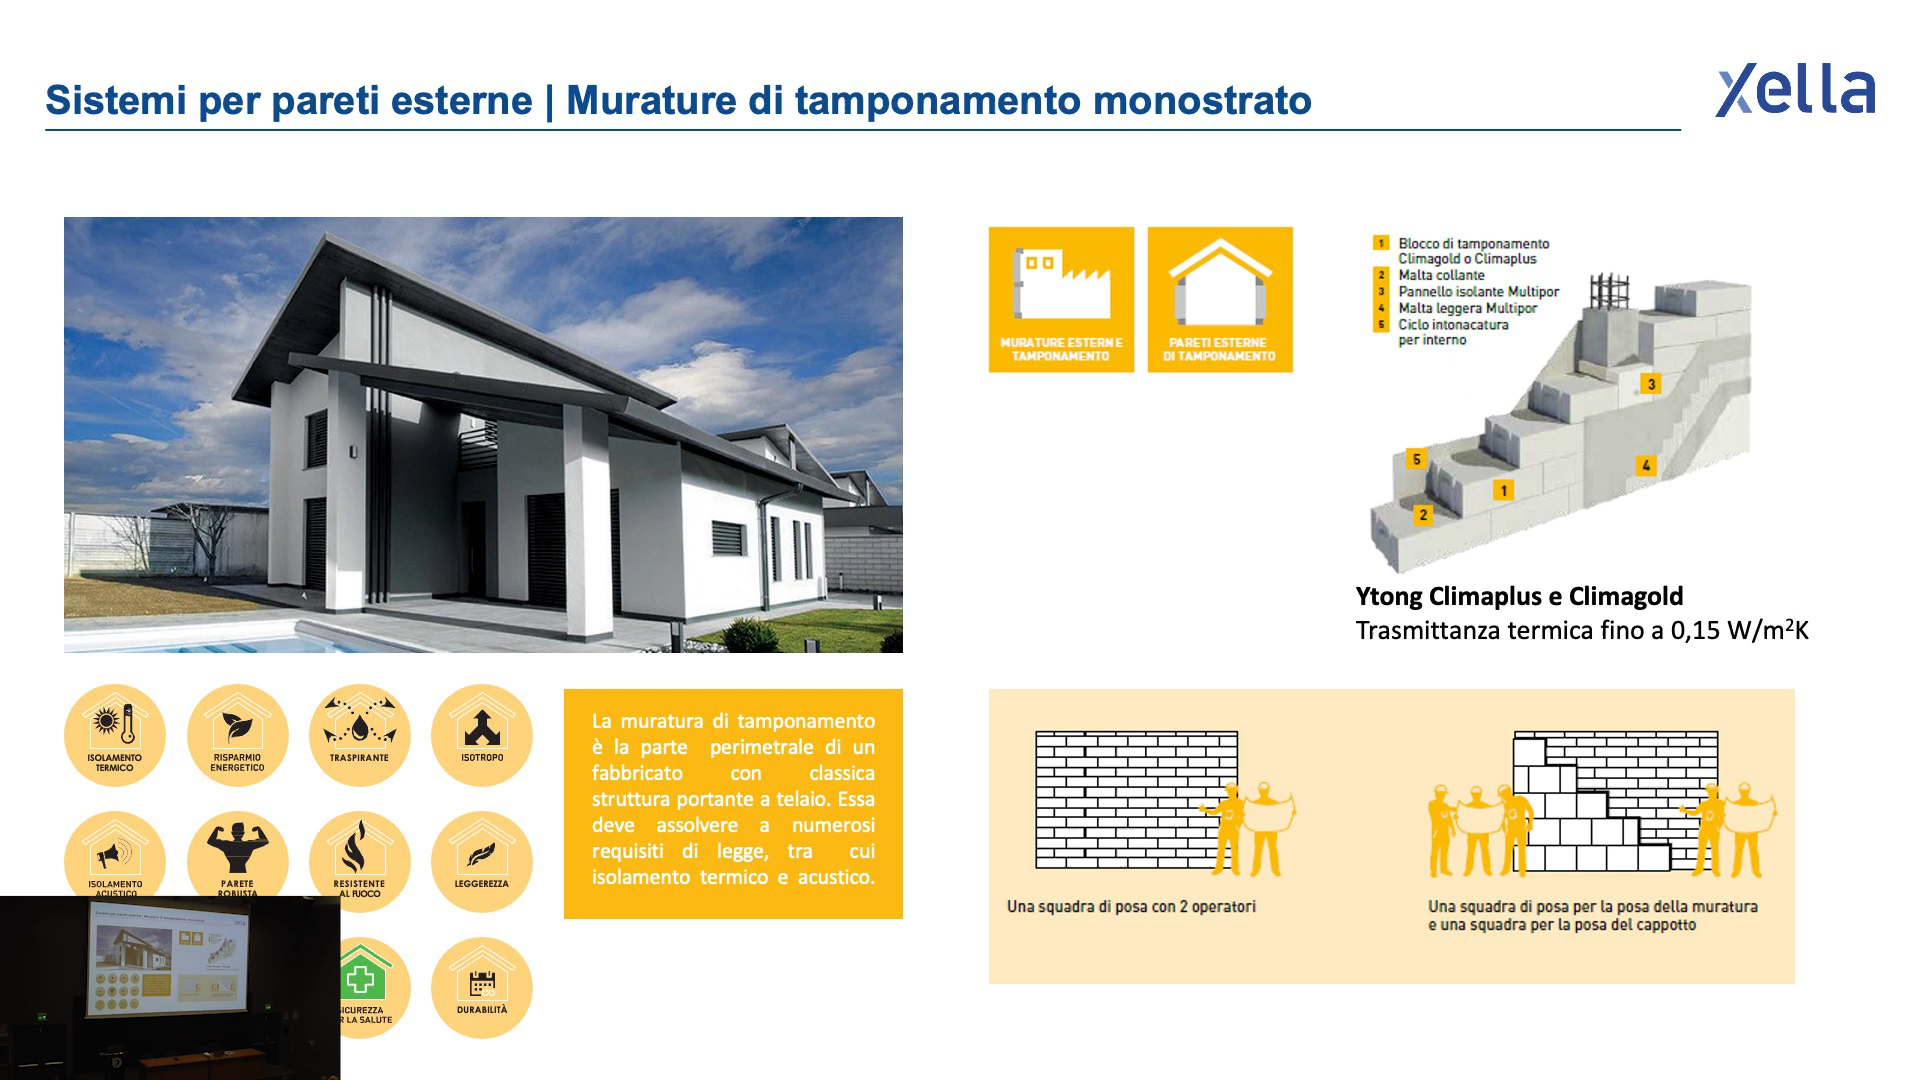 Sistemi per pareti esterne | Murature di tamponamento monostrato
xella
MURATURE ESTERNE
TAMPONAMENTO
PARETI ESTERNE
DI TAMPONAMENTO
1 Blocco di tamponamento
Climagold o Climaplus
2 Malta collante
3 Pannello isolante Multipor
4 Malta leggera Multipor
5 Ciclo intonacatura
per interno
3
4
5
1
2
Ytong Climaplus e Climagold
Trasmittanza termica fino a 0,15 W/m²K
ISOLAMENTO
TERMICO
RISPARMIO
ENERGETICO
TRASPIRANTE
ISOTROPO
ISOLAMENTO
ACUSTICO
PARETE
ROBUSTA
RESISTENTE
AL FUOCO
LEGGEREZZA
SICUREZZA
LA SALUTE
DURABILITÀ
La muratura di tamponamento
è la parte perimetrale di un
fabbricato con classica
struttura portante a telaio. Essa
deve assolvere a numerosi
requisiti di legge, tra cui
isolamento termico e acustico.
Una squadra di posa con 2 operatori
Una squadra di posa per la posa della muratura
e una squadra per la posa del cappotto